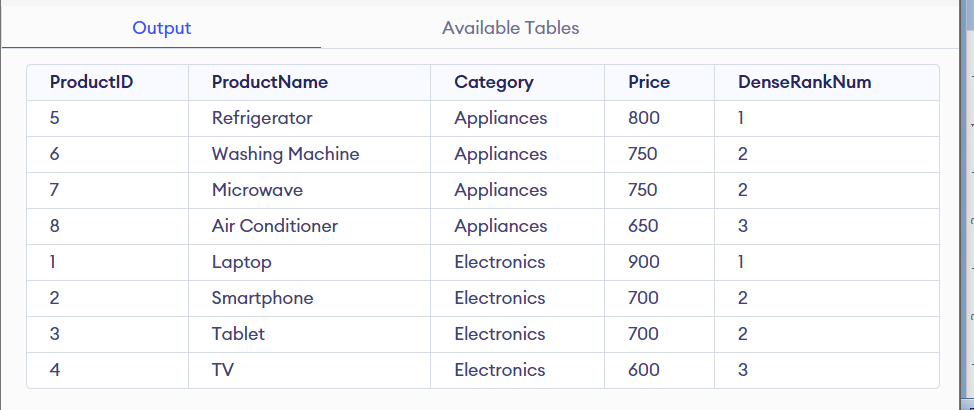 Output Available Tables
ProductID ProductName Category Price DenseRankNum
5 Refrigerator Appliances 800 1
6 Washing Machine Appliances 750 2
7 Microwave Appliances 750 2
8 Air Conditioner Appliances 650 3
1 Laptop Electronics 900 1
2 Smartphone Electronics 700 2
3 Tablet Electronics 700 2
4 TV Electronics 600 3